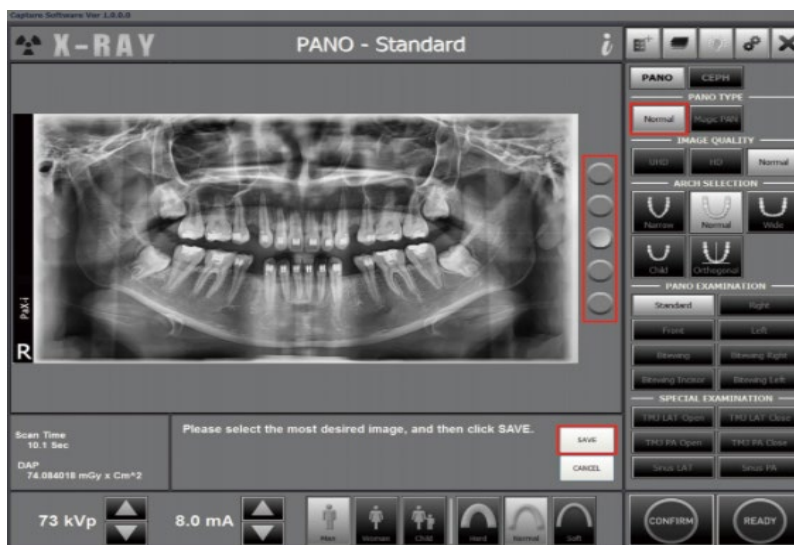 Capture Software Ver 1.0.0.0
X-RAY
PANO - Standard
i
PaX-i
R
Please select the most desired image, and then click SAVE.
SAVE
CANCEL
Scan Time
10.1 Sec
DAP
74.084018 mGy x Cm^2
73 kVp
8.0 mA
Man
Woman
Child
Hard
Normal
Soft
PANO
CEPH
PANO TYPE
Normal
Magic PAN
IMAGE QUALITY
UHD
HD
Normal
ARCH SELECTION
Narrow
Normal
Wide
Child
Orthogonal
PANO EXAMINATION
Standard
Right
Front
Left
Bitewing
Bitewing Right
Bitewing Incisor
Bitewing Left
SPECIAL EXAMINATION
TMJ LAT Open
TMJ LAT Close
TMJ PA Open
TMJ PA Close
Sinus LAT
Sinus PA
CONFIRM
READY